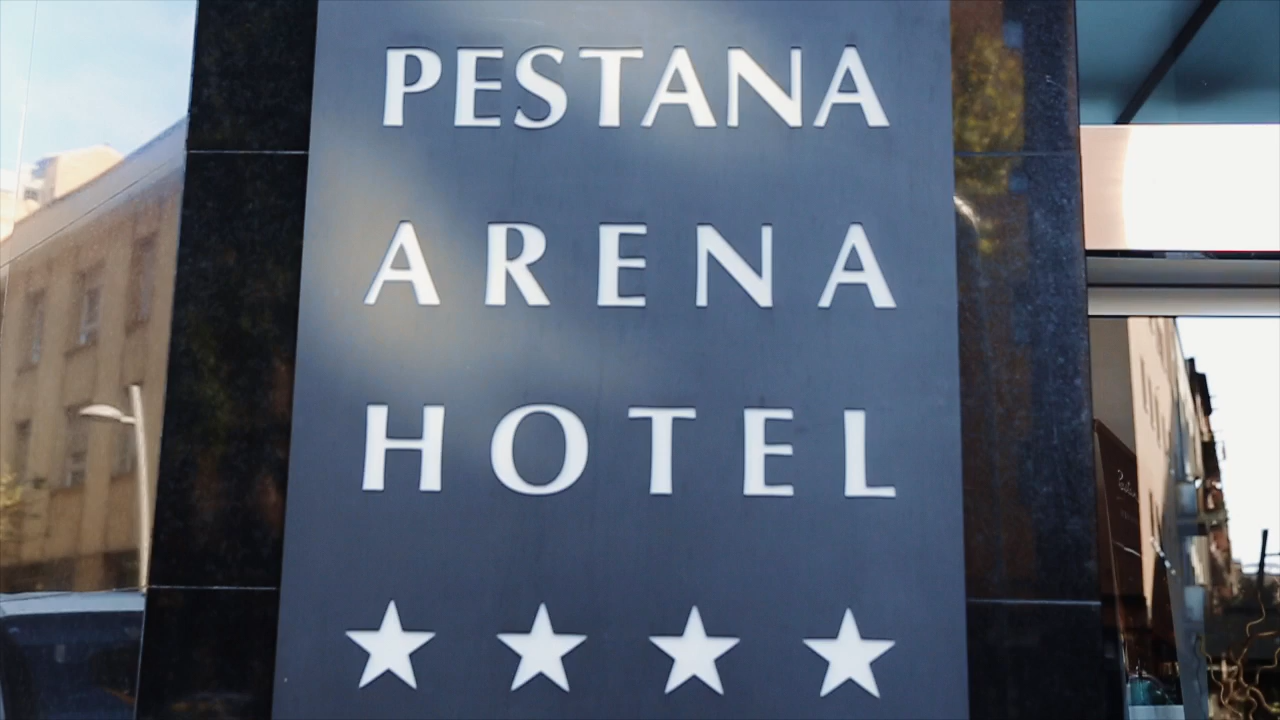 PESTANA
ARENA
HOTEL
★ ★ ★ ★